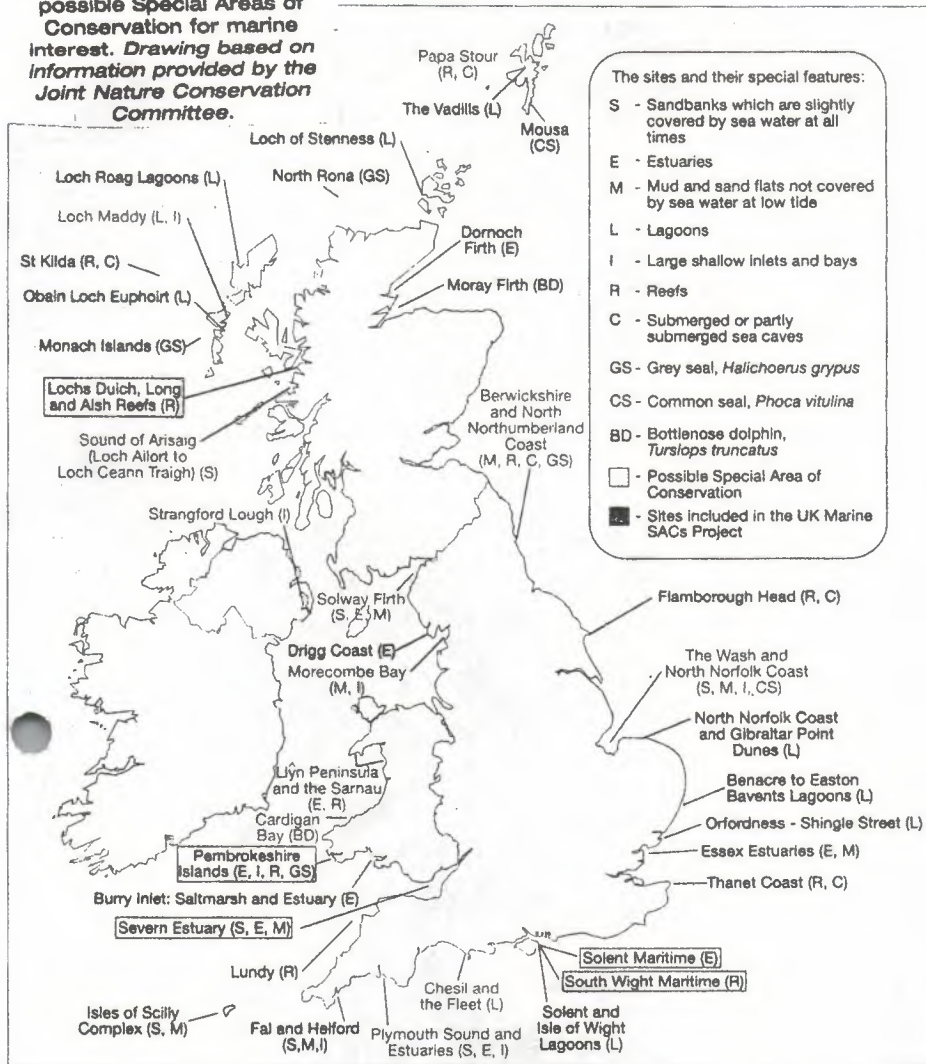 possible Special Areas of
Conservation for marine
interest. Drawing based on
information provided by the
Joint Nature Conservation
Committee.
Papa Stour
(R, C)
The Vadills (L)
Mousa
(CS)
Loch of Stenness (L)
Loch Roag Lagoons (L)
North Rona (GS)
Loch Maddy (L, I)
St Kilda (R, C)
Obain Loch Euphoirt (L)
Monach Islands (GS)
Dornoch
Firth (E)
Moray Firth (BD)
Lochs Duich, Long
and Alsh Reefs (R)
Sound of Arisaig
(Loch Ailort to
Loch Ceann Traigh) (S)
Berwickshire
and North
Northumberland
Coast
(M, R, C, GS)
Strangford Lough (I)
Solway Firth
(S, E, M)
Drigg Coast (E)
Morecombe Bay
(M, I)
Flamborough Head (R, C)
The Wash and
North Norfolk Coast
(S, M, I, CS)
North Norfolk Coast
and Gibraltar Point
Dunes (L)
Benacre to Easton
Bavents Lagoons (L)
Orfordness - Shingle Street (L)
Essex Estuaries (E, M)
Thanet Coast (R, C)
Llŷn Peninsula
and the Sarnau
(E, R)
Cardigan
Bay (BD)
Pembrokeshire
Islands (E, I, R, GS)
Burry Inlet: Saltmarsh and Estuary (E)
Severn Estuary (S, E, M)
Lundy (R)
Isles of Scilly
Complex (S, M)
Fal and Helford
(S,M,I)
Plymouth Sound and
Estuaries (S, E, I)
Chesil and
the Fleet (L)
Solent Maritime (E)
South Wight Maritime (R)
Solent and
Isle of Wight
Lagoons (L)
The sites and their special features:
S - Sandbanks which are slightly
covered by sea water at all
times
E - Estuaries
M - Mud and sand flats not covered
by sea water at low tide
L - Lagoons
I - Large shallow inlets and bays
R - Reefs
C - Submerged or partly
submerged sea caves
GS - Grey seal, Halichoerus grypus
CS - Common seal, Phoca vitulina
BD - Bottlenose dolphin,
Tursiops truncatus
- Possible Special Area of
Conservation
- Sites included in the UK Marine
SACs Project